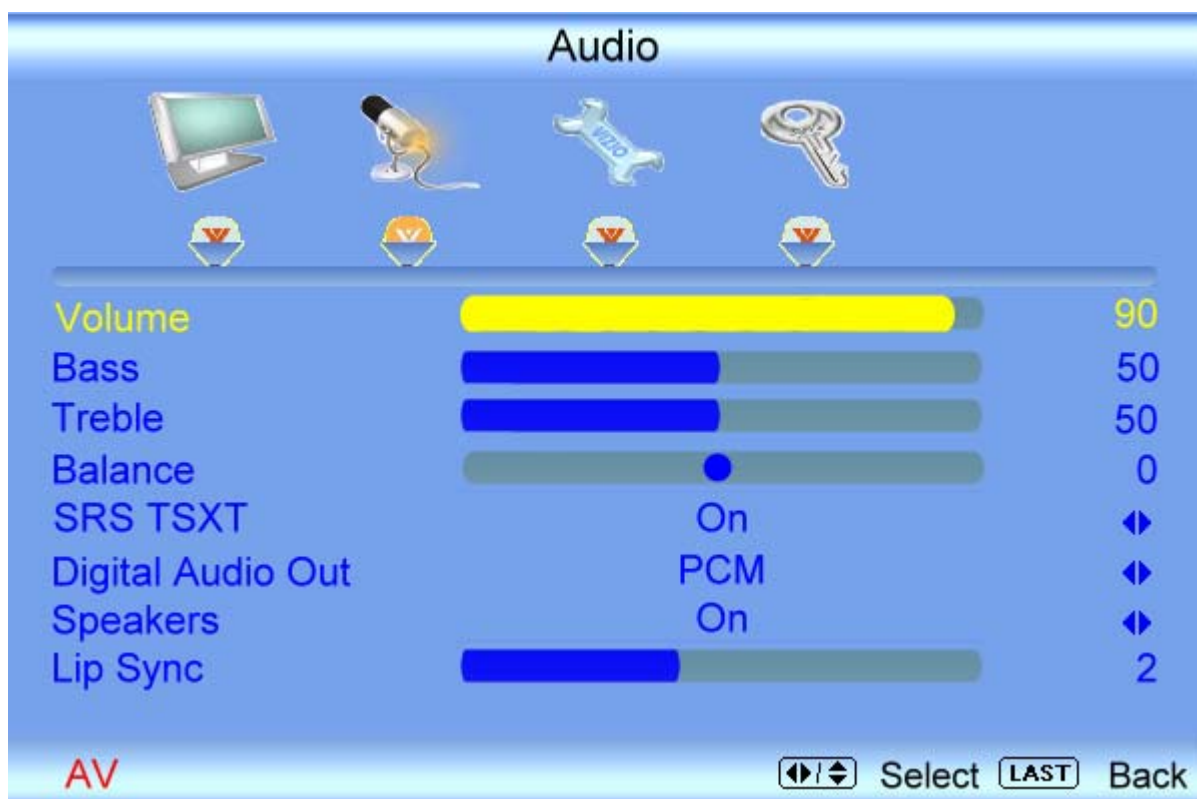 Audio
VIZIO
Volume 90
Bass 50
Treble 50
Balance 0
SRS TSXT On
Digital Audio Out PCM
Speakers On
Lip Sync 2
AV Select LAST Back